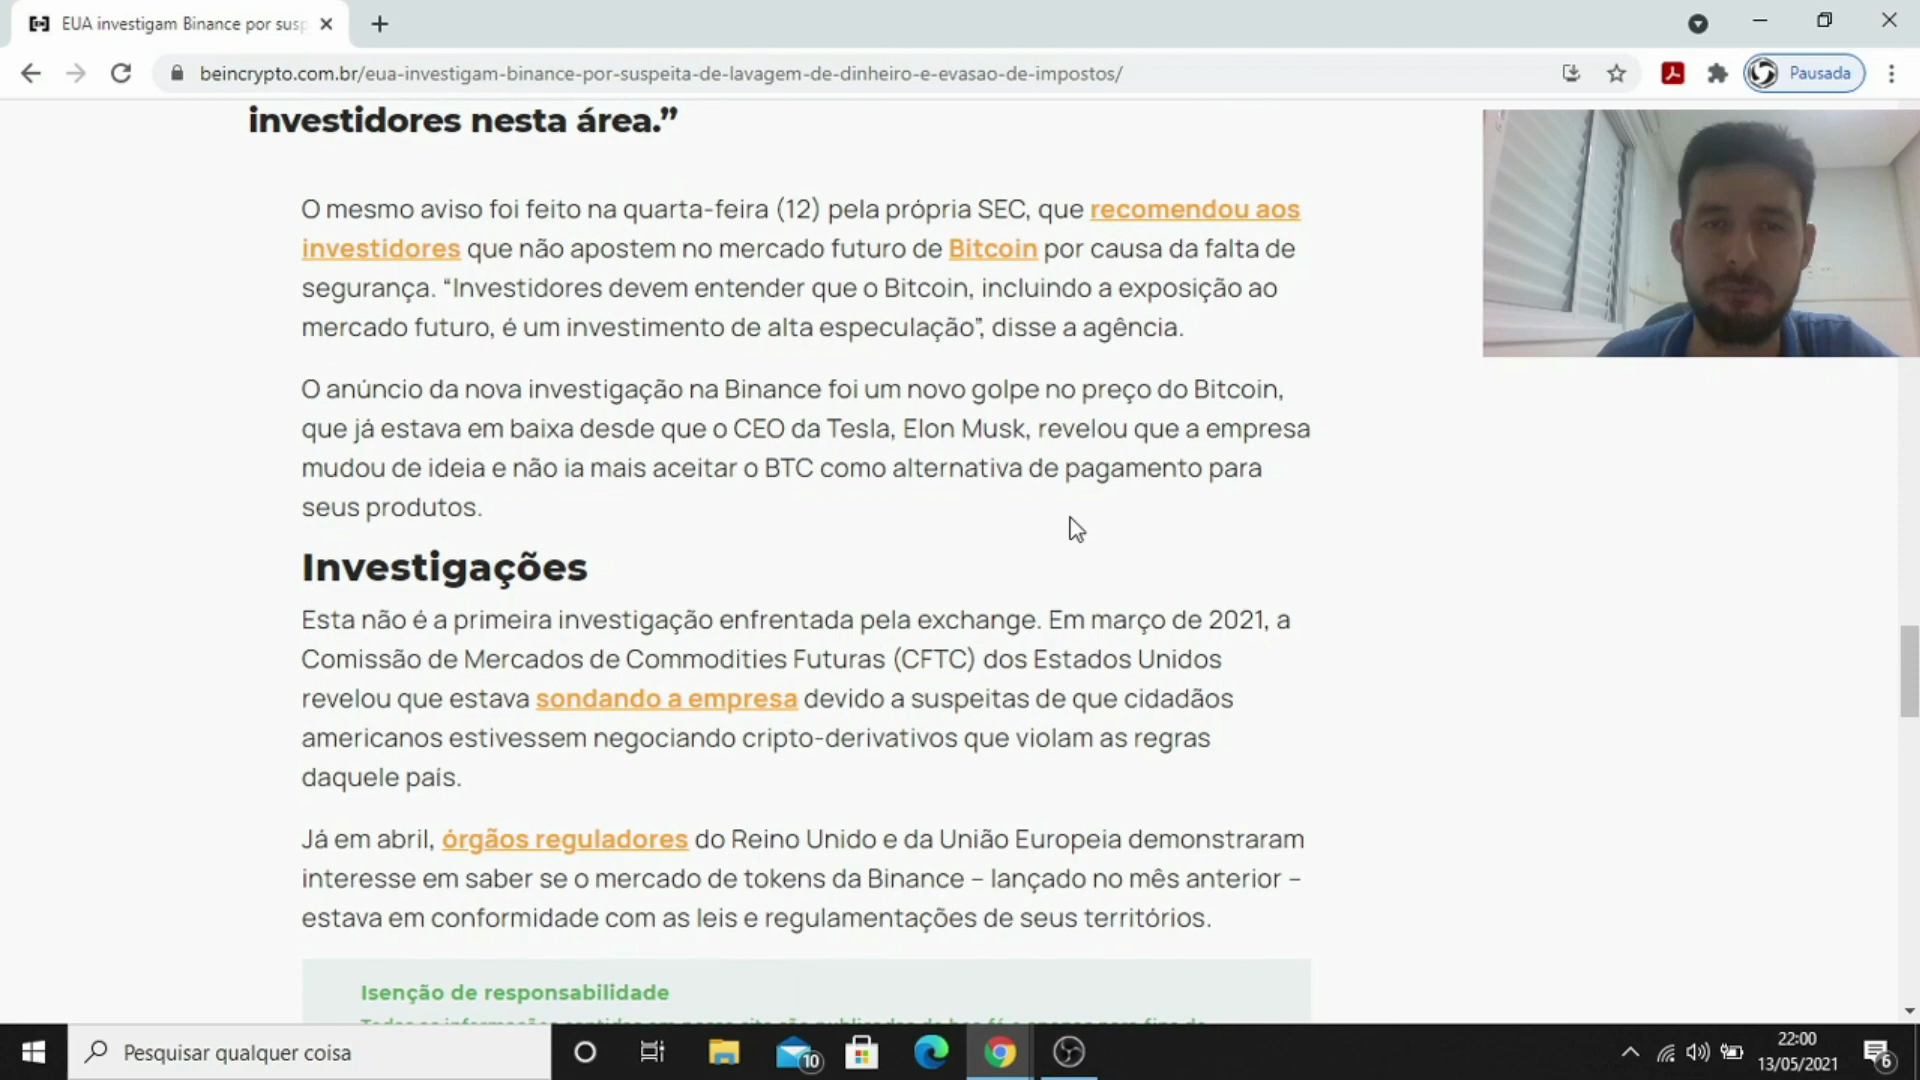 EUA investigam Binance por susp
beincrypto.com.br/eua-investigam-binance-por-suspeita-de-lavagem-de-dinheiro-e-evasao-de-impostos/
Pausada
investidores nesta área.”
O mesmo aviso foi feito na quarta-feira (12) pela própria SEC, que recomendou aos
investidores que não apostem no mercado futuro de Bitcoin por causa da falta de
segurança. “Investidores devem entender que o Bitcoin, incluindo a exposição ao
mercado futuro, é um investimento de alta especulação”, disse a agência.
O anúncio da nova investigação na Binance foi um novo golpe no preço do Bitcoin,
que já estava em baixa desde que o CEO da Tesla, Elon Musk, revelou que a empresa
mudou de ideia e não ia mais aceitar o BTC como alternativa de pagamento para
seus produtos.
Investigações
Esta não é a primeira investigação enfrentada pela exchange. Em março de 2021, a
Comissão de Mercados de Commodities Futuras (CFTC) dos Estados Unidos
revelou que estava sondando a empresa devido a suspeitas de que cidadãos
americanos estivessem negociando cripto-derivativos que violam as regras
daquele país.
Já em abril, órgãos reguladores do Reino Unido e da União Europeia demonstraram
interesse em saber se o mercado de tokens da Binance – lançado no mês anterior –
estava em conformidade com as leis e regulamentações de seus territórios.
Isenção de responsabilidade
Pesquisar qualquer coisa
10
22:00
13/05/2021
6